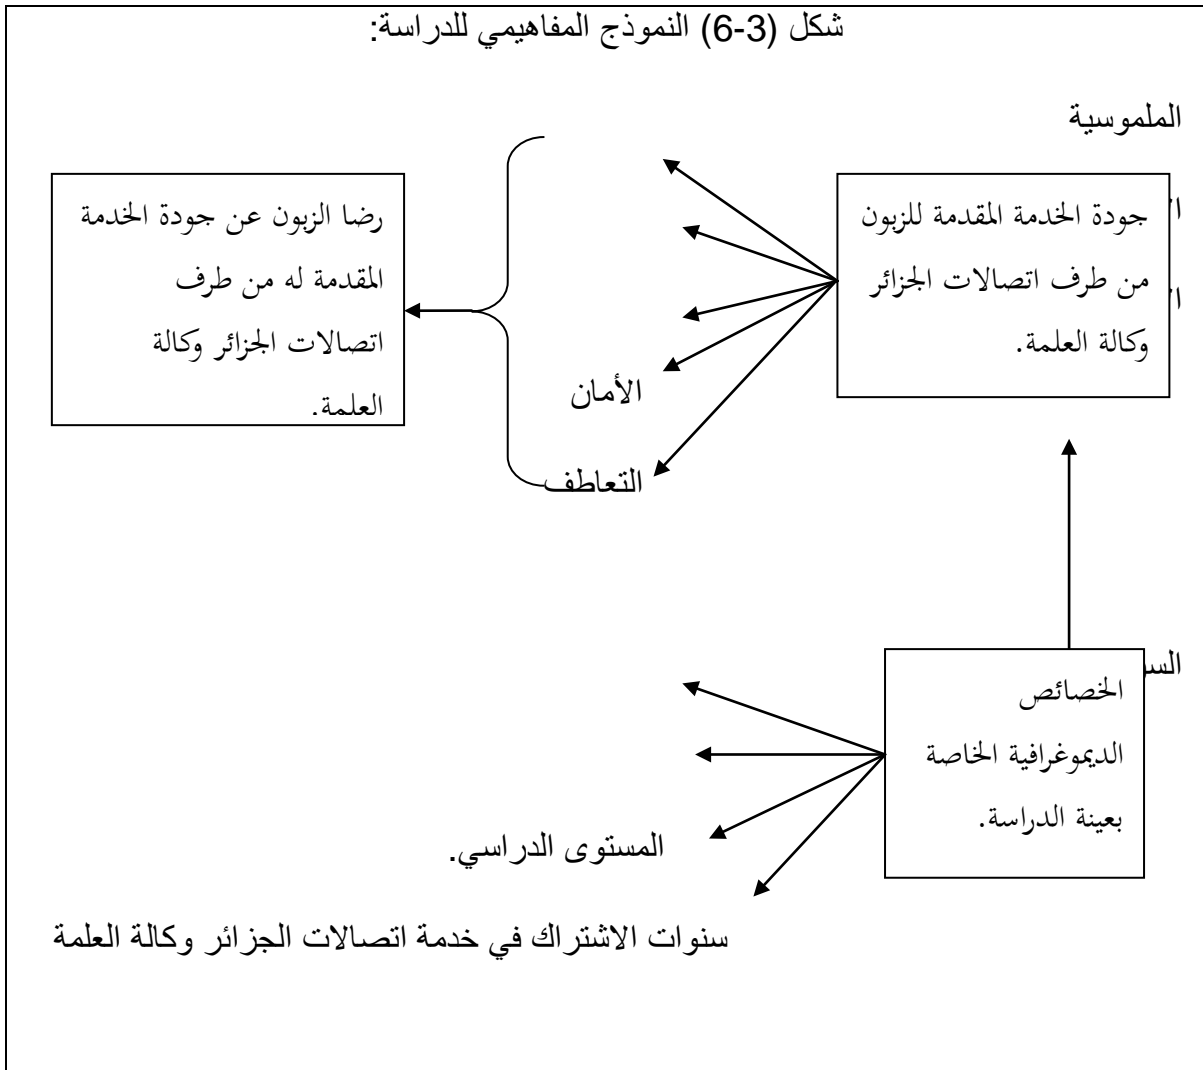 شكل (3-6) النموذج المفاهيمي للدراسة:
الملموسية
جودة الخدمة المقدمة للزبون
من طرف اتصالات الجزائر
وكالة العلمة.
رضا الزبون عن جودة الخدمة
المقدمة له من طرف
اتصالات الجزائر وكالة
العلمة.
الأمان
التعاطف
الخصائص
الديموغرافية الخاصة
بعينة الدراسة.
المستوى الدراسي.
سنوات الاشتراك في خدمة اتصالات الجزائر وكالة العلمة